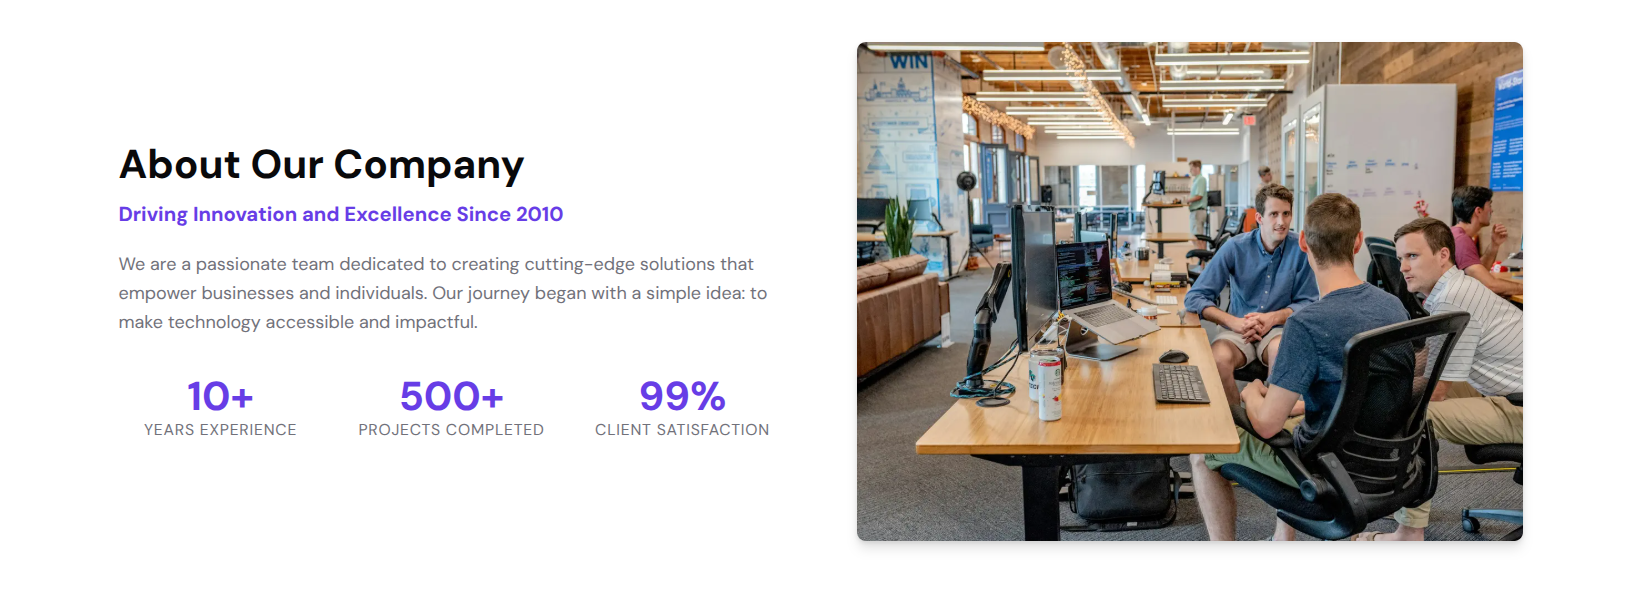 About Our Company
Driving Innovation and Excellence Since 2010
We are a passionate team dedicated to creating cutting-edge solutions that
empower businesses and individuals. Our journey began with a simple idea: to
make technology accessible and impactful.
10+
YEARS EXPERIENCE
500+
PROJECTS COMPLETED
99%
CLIENT SATISFACTION
WIN